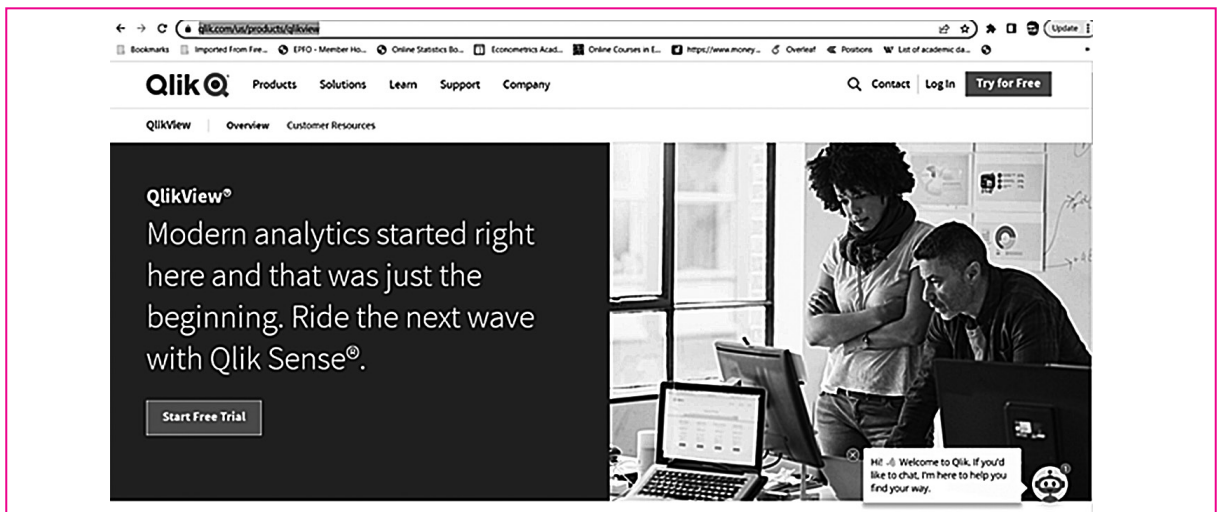 qlik.com/us/products/qlikview
Update
Bookmarks Imported From Fire... EPFO - Member Ho... Online Statistics Bo... Econometrics Acad... Online Courses in E... https://www.money... Overleaf Positions List of academic da...
Qlik Products Solutions Learn Support Company Contact Log In Try for Free
QlikView Overview Customer Resources
QlikView®
Modern analytics started right
here and that was just the
beginning. Ride the next wave
with Qlik Sense®.
Start Free Trial
Hi! Welcome to Qlik. If you'd
like to chat, I'm here to help you
find your way.
1